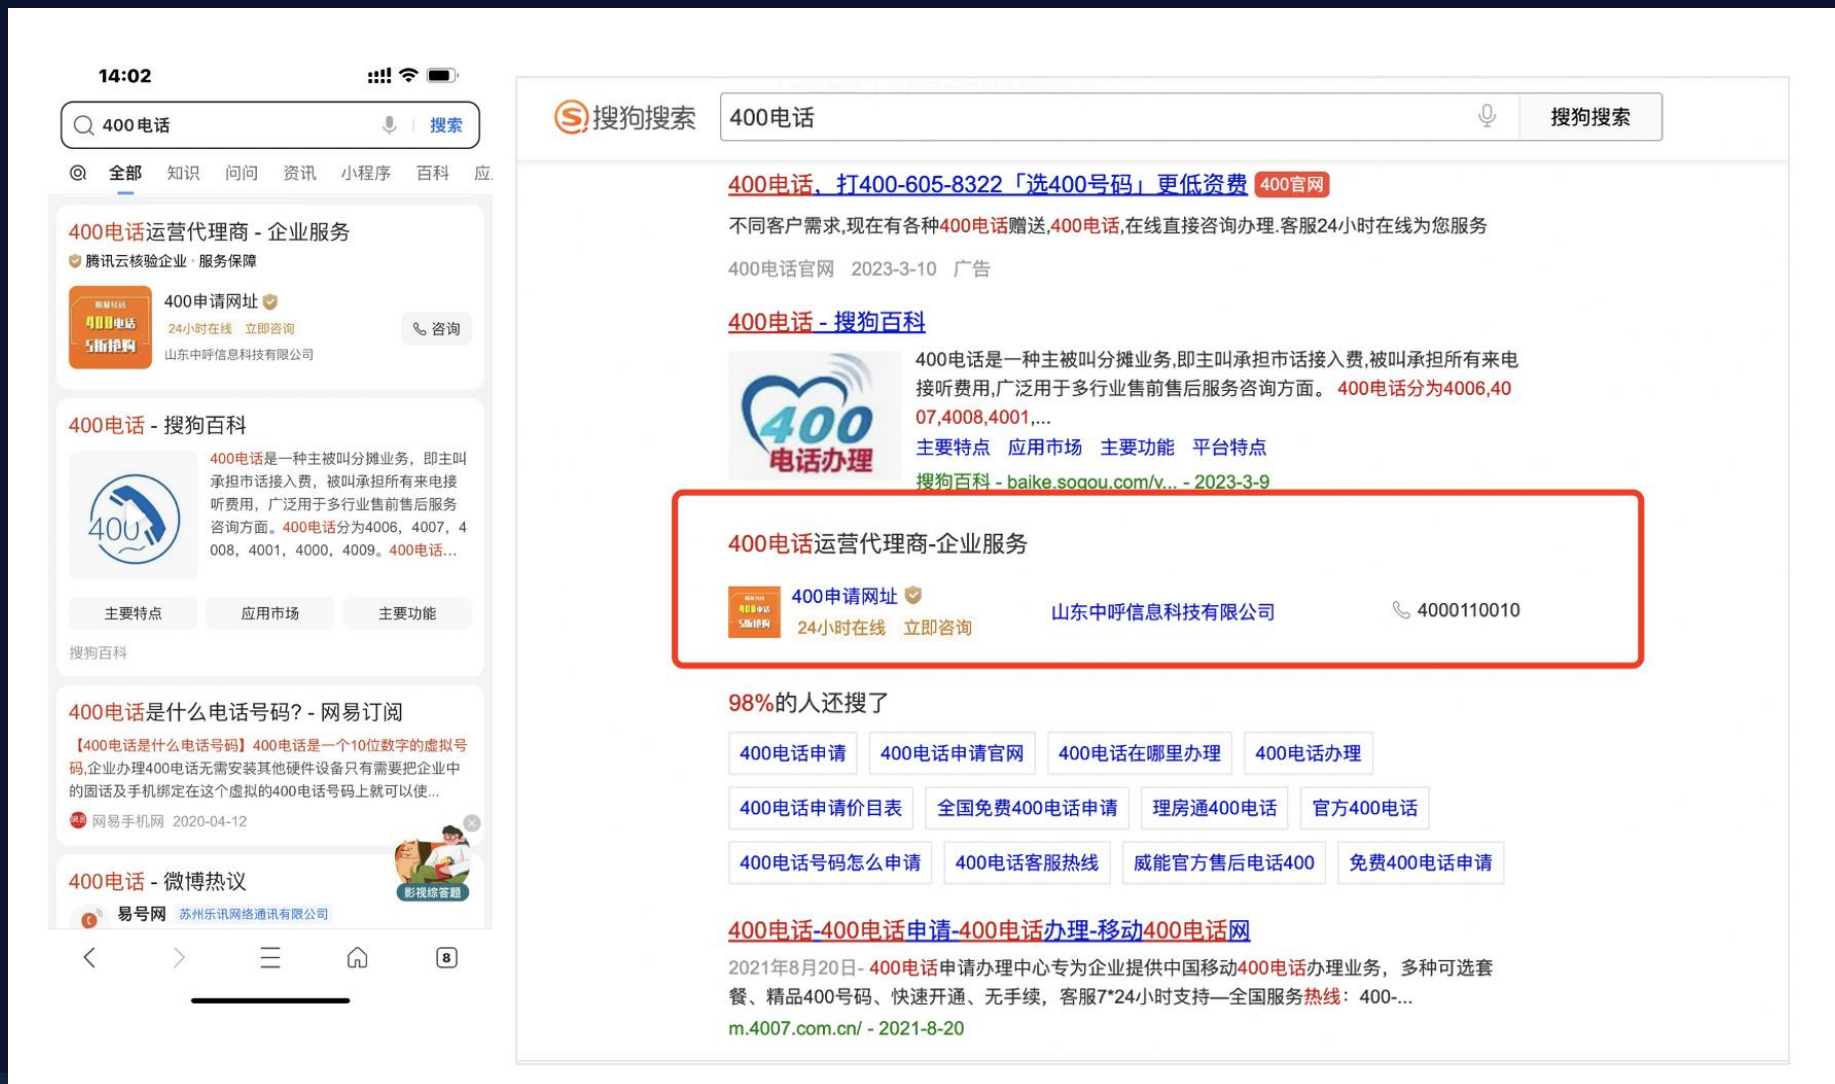 14:02
400电话
搜索
全部 知识 问问 资讯 小程序 百科 应
400电话运营代理商 - 企业服务
腾讯云核验企业 · 服务保障
400电话
5折抢购
400申请网址
24小时在线 立即咨询
山东中呼信息科技有限公司
咨询
400电话 - 搜狗百科
400
400电话是一种主被叫分摊业务，即主叫
承担市话接入费，被叫承担所有来电接
听费用，广泛用于多行业售前售后服务
咨询方面。400电话分为4006，4007，4
008，4001，4000，4009。400电话...
主要特点 应用市场 主要功能
搜狗百科
400电话是什么电话号码? - 网易订阅
【400电话是什么电话号码】400电话是一个10位数字的虚拟号
码,企业办理400电话无需安装其他硬件设备只有需要把企业中
的固话及手机绑定在这个虚拟的400电话号码上就可以使...
网易手机网 2020-04-12
影视综答题
400电话 - 微博热议
易号网 苏州乐讯网络通讯有限公司
8
搜狗搜索
400电话
搜狗搜索
400电话，打400-605-8322「选400号码」更低资费 400官网
不同客户需求,现在有各种400电话赠送,400电话,在线直接咨询办理.客服24小时在线为您服务
400电话官网 2023-3-10 广告
400电话 - 搜狗百科
400
电话办理
400电话是一种主被叫分摊业务,即主叫承担市话接入费,被叫承担所有来电
接听费用,广泛用于多行业售前售后服务咨询方面。 400电话分为4006,40
07,4008,4001,...
主要特点 应用市场 主要功能 平台特点
搜狗百科 - baike.sogou.com/v... - 2023-3-9
400电话运营代理商-企业服务
400电话
5折抢购
400申请网址
24小时在线 立即咨询
山东中呼信息科技有限公司
4000110010
98%的人还搜了
400电话申请 400电话申请官网 400电话在哪里办理 400电话办理
400电话申请价目表 全国免费400电话申请 理房通400电话 官方400电话
400电话号码怎么申请 400电话客服热线 威能官方售后电话400 免费400电话申请
400电话-400电话申请-400电话办理-移动400电话网
2021年8月20日- 400电话申请办理中心专为企业提供中国移动400电话办理业务，多种可选套
餐、精品400号码、快速开通、无手续，客服7*24小时支持—全国服务热线：400-...
m.4007.com.cn/ - 2021-8-20